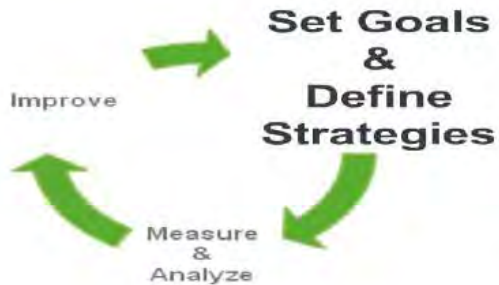 Set Goals
&
Define
Strategies
Improve
Measure
&
Analyze